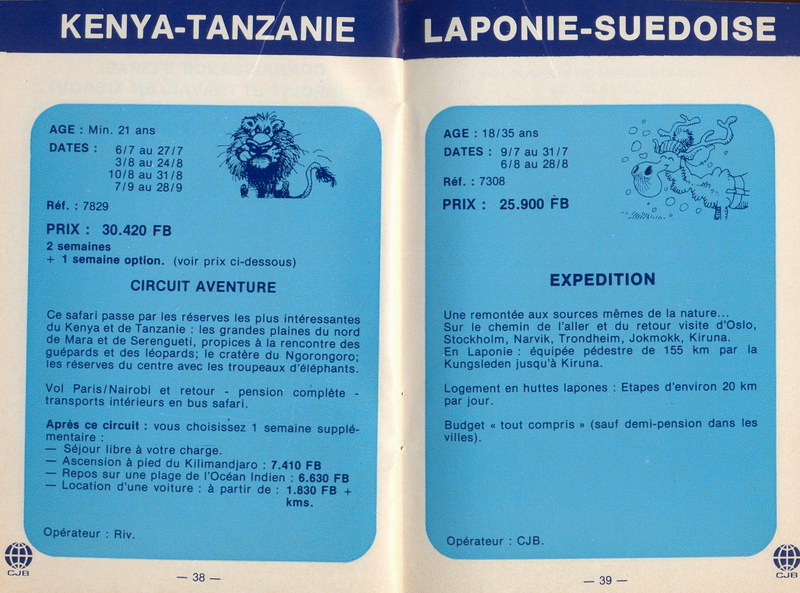 KENYA-TANZANIE
AGE : Min. 21 ans
DATES : 6/7 au 27/7
3/8 au 24/8
10/8 au 31/8
7/9 au 28/9
Réf. : 7829
PRIX : 30.420 FB
2 semaines
+ 1 semaine option. (voir prix ci-dessous)
CIRCUIT AVENTURE
Ce safari passe par les réserves les plus intéressantes
du Kenya et de Tanzanie : les grandes plaines du nord
de Mara et de Serengueti, propices à la rencontre des
guépards et des léopards; le cratère du Ngorongoro;
les réserves du centre avec les troupeaux d'éléphants.
Vol Paris/Nairobi et retour - pension complète -
transports intérieurs en bus safari.
Après ce circuit : vous choisissez 1 semaine supplé-
mentaire :
— Séjour libre à votre charge.
— Ascension à pied du Kilimandjaro : 7.410 FB
— Repos sur une plage de l'Océan Indien : 6.630 FB
— Location d'une voiture : à partir de : 1.830 FB +
kms.
Opérateur : Riv.
CJB
— 38 —
LAPONIE-SUEDOISE
AGE : 18/35 ans
DATES : 9/7 au 31/7
6/8 au 28/8
Réf. : 7308
PRIX : 25.900 FB
EXPEDITION
Une remontée aux sources mêmes de la nature...
Sur le chemin de l'aller et du retour visite d'Oslo,
Stockholm, Narvik, Trondheim, Jokmokk, Kiruna.
En Laponie : équipée pédestre de 155 km par la
Kungsleden jusqu'à Kiruna.
Logement en huttes lapones : Etapes d'environ 20 km
par jour.
Budget « tout compris » (sauf demi-pension dans les
villes).
Opérateur : CJB.
— 39 —
CJB